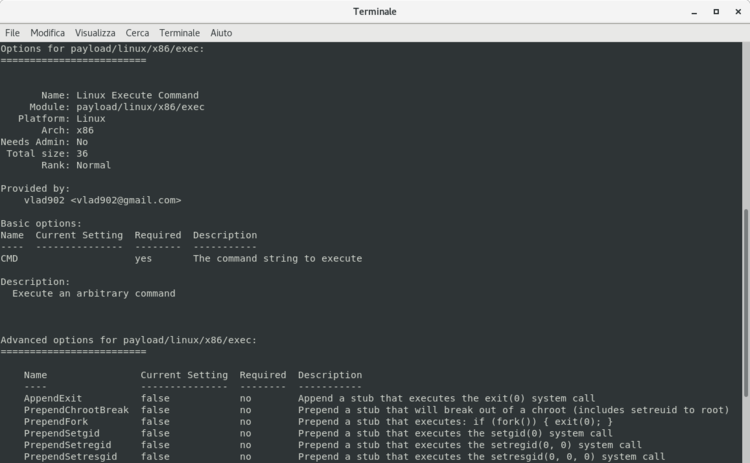 Terminale
File Modifica Visualizza Cerca Terminale Aiuto
Options for payload/linux/x86/exec:
=========================
Name: Linux Execute Command
Module: payload/linux/x86/exec
Platform: Linux
Arch: x86
Needs Admin: No
Total size: 36
Rank: Normal
Provided by:
vlad902 <vlad902@gmail.com>
Basic options:
Name  Current Setting  Required  Description
----  ---------------  --------  -----------
CMD                    yes       The command string to execute
Description:
Execute an arbitrary command
Advanced options for payload/linux/x86/exec:
=========================
Name                Current Setting  Required  Description
----                ---------------  --------  -----------
AppendExit          false            no        Append a stub that executes the exit(0) system call
PrependChrootBreak  false            no        Prepend a stub that will break out of a chroot (includes setreuid to root)
PrependFork         false            no        Prepend a stub that executes: if (fork()) { exit(0); }
PrependSetgid       false            no        Prepend a stub that executes the setgid(0) system call
PrependSetregid     false            no        Prepend a stub that executes the setregid(0, 0) system call
PrependSetresgid    false            no        Prepend a stub that executes the setresgid(0, 0, 0) system call